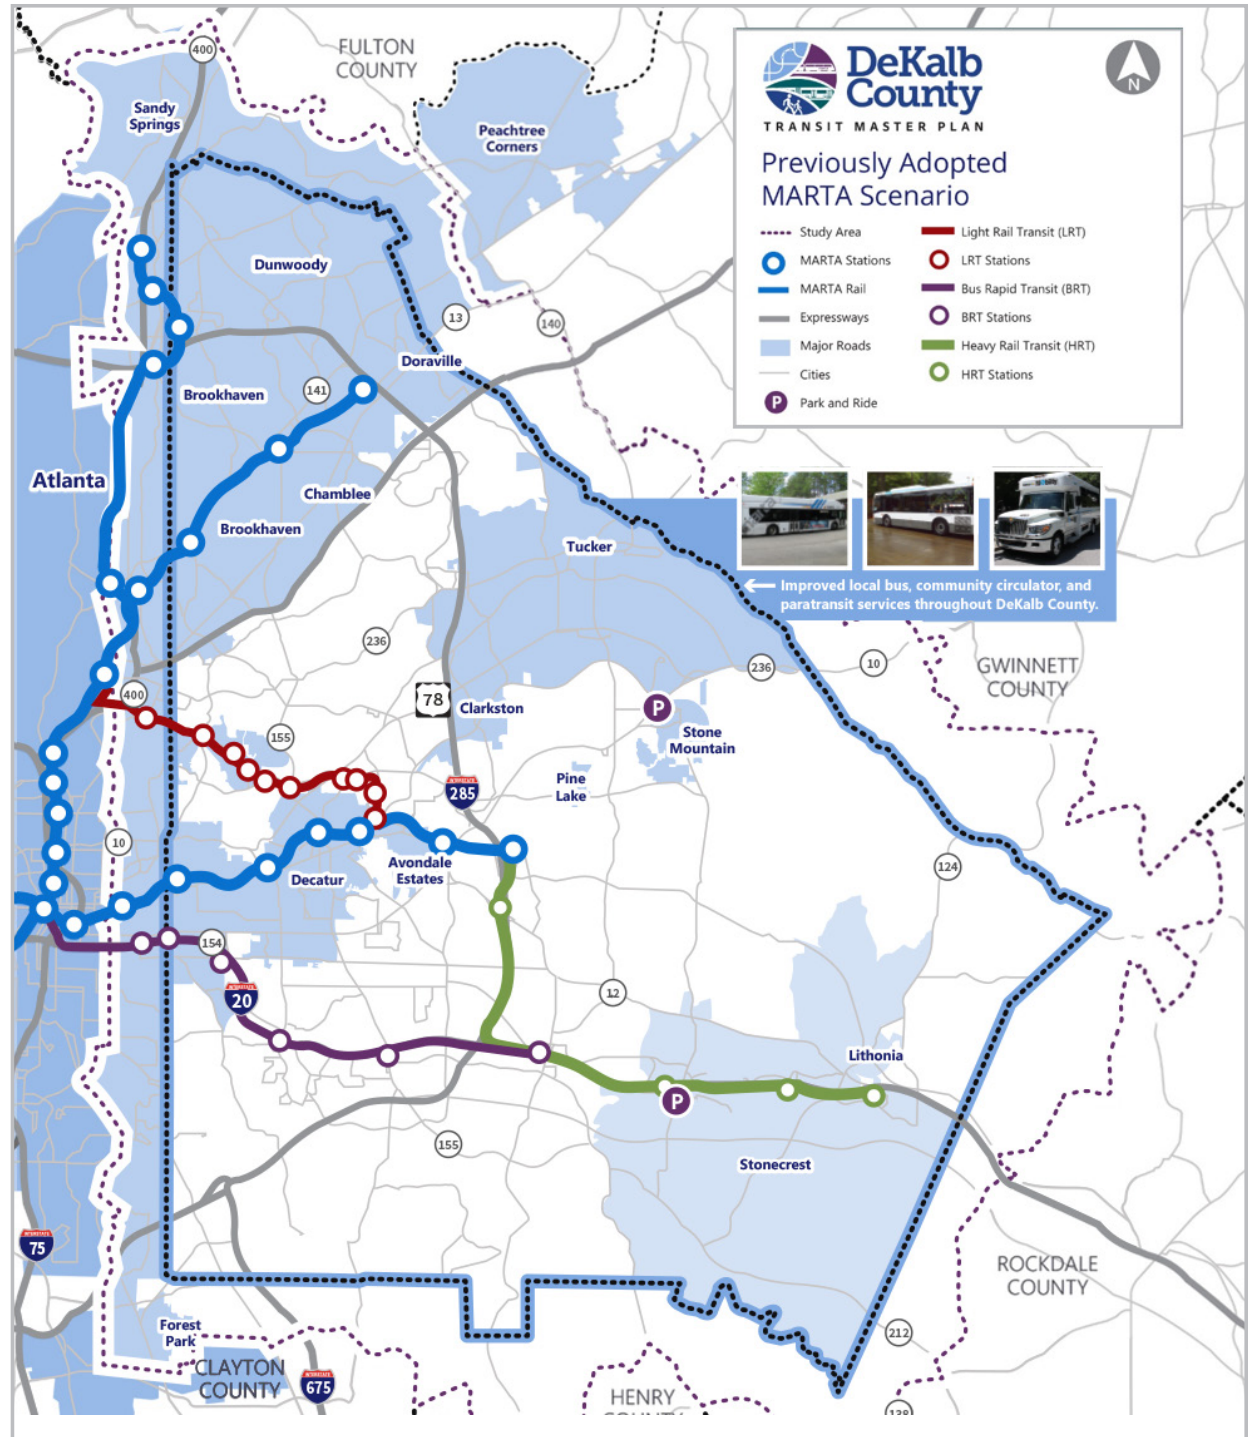 DeKalb
County
TRANSIT MASTER PLAN
N
Previously Adopted
MARTA Scenario
Study Area
MARTA Stations
MARTA Rail
Expressways
Major Roads
Cities
P
Park and Ride
Light Rail Transit (LRT)
LRT Stations
Bus Rapid Transit (BRT)
BRT Stations
Heavy Rail Transit (HRT)
HRT Stations
400
FULTON
COUNTY
Sandy
Springs
Peachtree
Corners
Dunwoody
13
140
Doraville
Brookhaven
141
Atlanta
Chamblee
Brookhaven
Tucker
Improved local bus, community circulator, and
paratransit services throughout DeKalb County.
236
236
10
GWINNETT
COUNTY
400
78
Clarkston
P
155
Stone
Mountain
Pine
Lake
285
10
Avondale
Estates
Decatur
124
154
20
12
Lithonia
P
155
Stonecrest
75
ROCKDALE
COUNTY
Forest
Park
212
CLAYTON
COUNTY
675
HENRY
COUNTY
138